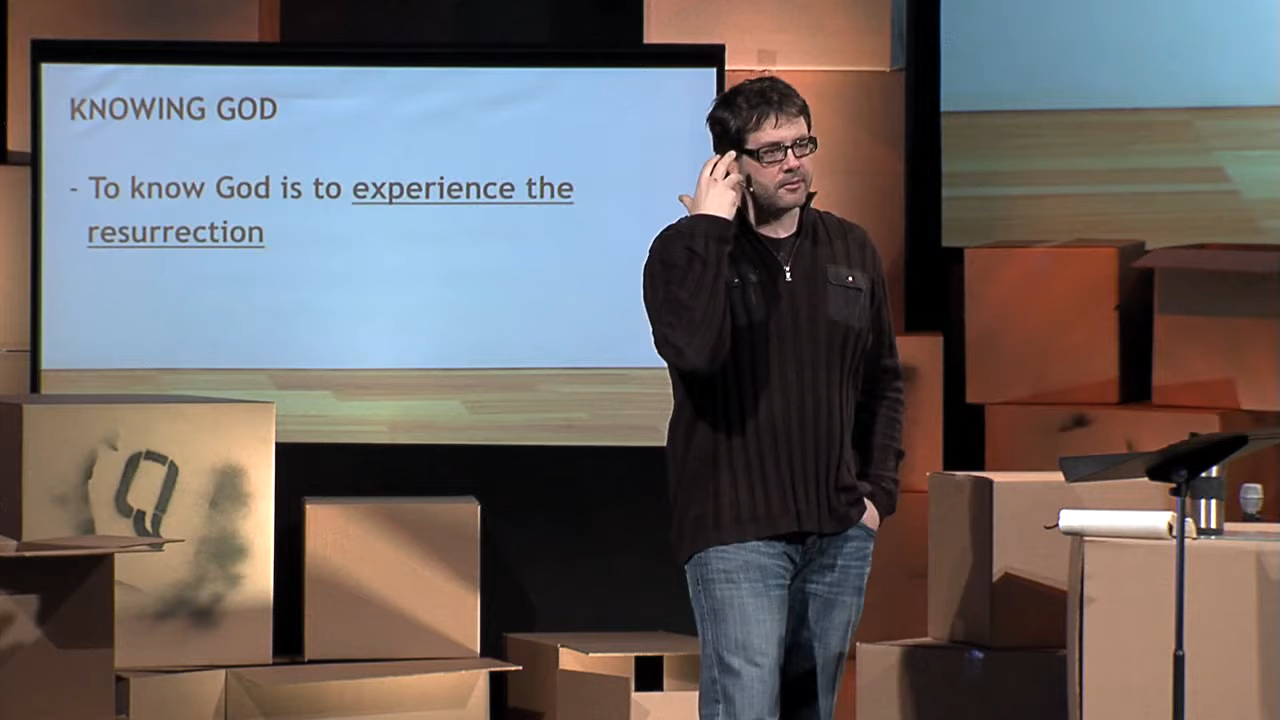 KNOWING GOD
- To know God is to experience the
resurrection
Q